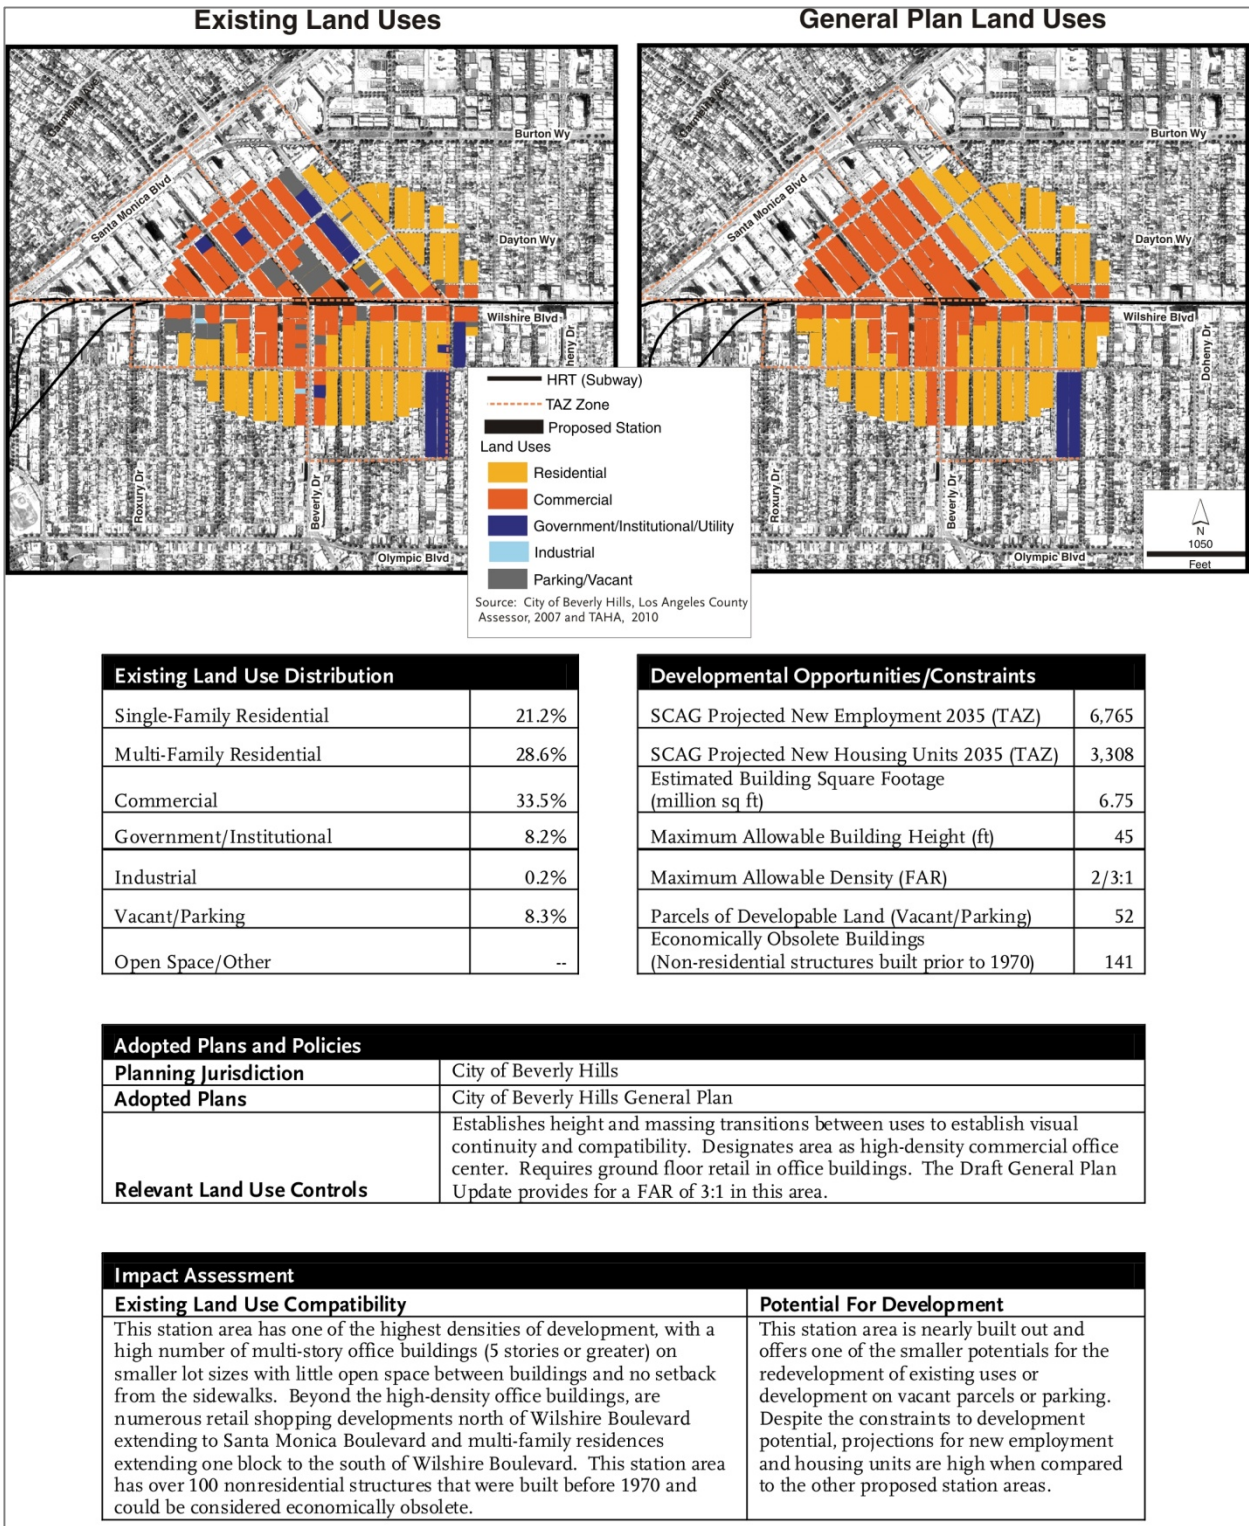 Existing Land Uses
General Plan Land Uses
Burton Wy
Santa Monica Blvd
Dayton Wy
Wilshire Blvd
Roxury Dr
Beverly Dr
heny Dr
Olympic Blvd
Burton Wy
Santa Monica Blvd
Dayton Wy
Wilshire Blvd
Doheny Dr
Roxury Dr
Beverly Dr
Olympic Blvd
N
1050
Feet
HRT (Subway)
TAZ Zone
Proposed Station
Land Uses
Residential
Commercial
Government/Institutional/Utility
Industrial
Parking/Vacant
Source: City of Beverly Hills, Los Angeles County
Assessor, 2007 and TAHA, 2010
Existing Land Use Distribution
Single-Family Residential 21.2%
Multi-Family Residential 28.6%
Commercial 33.5%
Government/Institutional 8.2%
Industrial 0.2%
Vacant/Parking 8.3%
Open Space/Other --
Developmental Opportunities/Constraints
SCAG Projected New Employment 2035 (TAZ) 6,765
SCAG Projected New Housing Units 2035 (TAZ) 3,308
Estimated Building Square Footage
(million sq ft) 6.75
Maximum Allowable Building Height (ft) 45
Maximum Allowable Density (FAR) 2/3:1
Parcels of Developable Land (Vacant/Parking) 52
Economically Obsolete Buildings
(Non-residential structures built prior to 1970) 141
Adopted Plans and Policies
Planning Jurisdiction City of Beverly Hills
Adopted Plans City of Beverly Hills General Plan
Relevant Land Use Controls
Establishes height and massing transitions between uses to establish visual
continuity and compatibility. Designates area as high-density commercial office
center. Requires ground floor retail in office buildings. The Draft General Plan
Update provides for a FAR of 3:1 in this area.
Impact Assessment
Existing Land Use Compatibility
This station area has one of the highest densities of development, with a
high number of multi-story office buildings (5 stories or greater) on
smaller lot sizes with little open space between buildings and no setback
from the sidewalks. Beyond the high-density office buildings, are
numerous retail shopping developments north of Wilshire Boulevard
extending to Santa Monica Boulevard and multi-family residences
extending one block to the south of Wilshire Boulevard. This station area
has over 100 nonresidential structures that were built before 1970 and
could be considered economically obsolete.
Potential For Development
This station area is nearly built out and
offers one of the smaller potentials for the
redevelopment of existing uses or
development on vacant parcels or parking.
Despite the constraints to development
potential, projections for new employment
and housing units are high when compared
to the other proposed station areas.